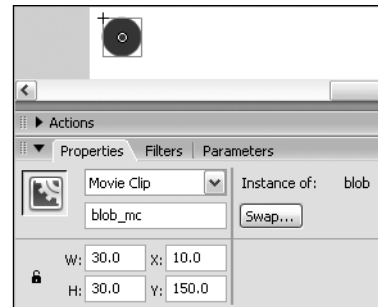 Actions
Properties Filters Parameters
Movie Clip Instance of: blob
blob_mc Swap...
W: 30.0 X: 10.0
H: 30.0 Y: 150.0